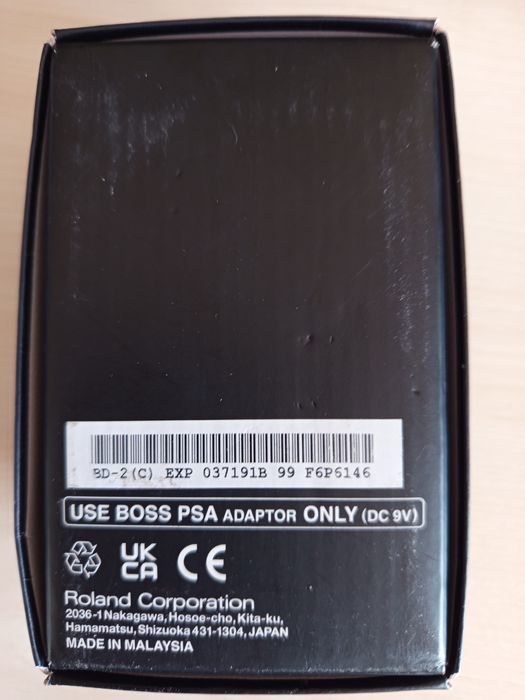 BD-2(C) EXP 037191B 99 F6P6146
USE BOSS PSA ADAPTOR ONLY (DC 9V)
UK
CA
CE
Roland Corporation
2036-1 Nakagawa, Hosoe-cho, Kita-ku,
Hamamatsu, Shizuoka 431-1304, JAPAN
MADE IN MALAYSIA